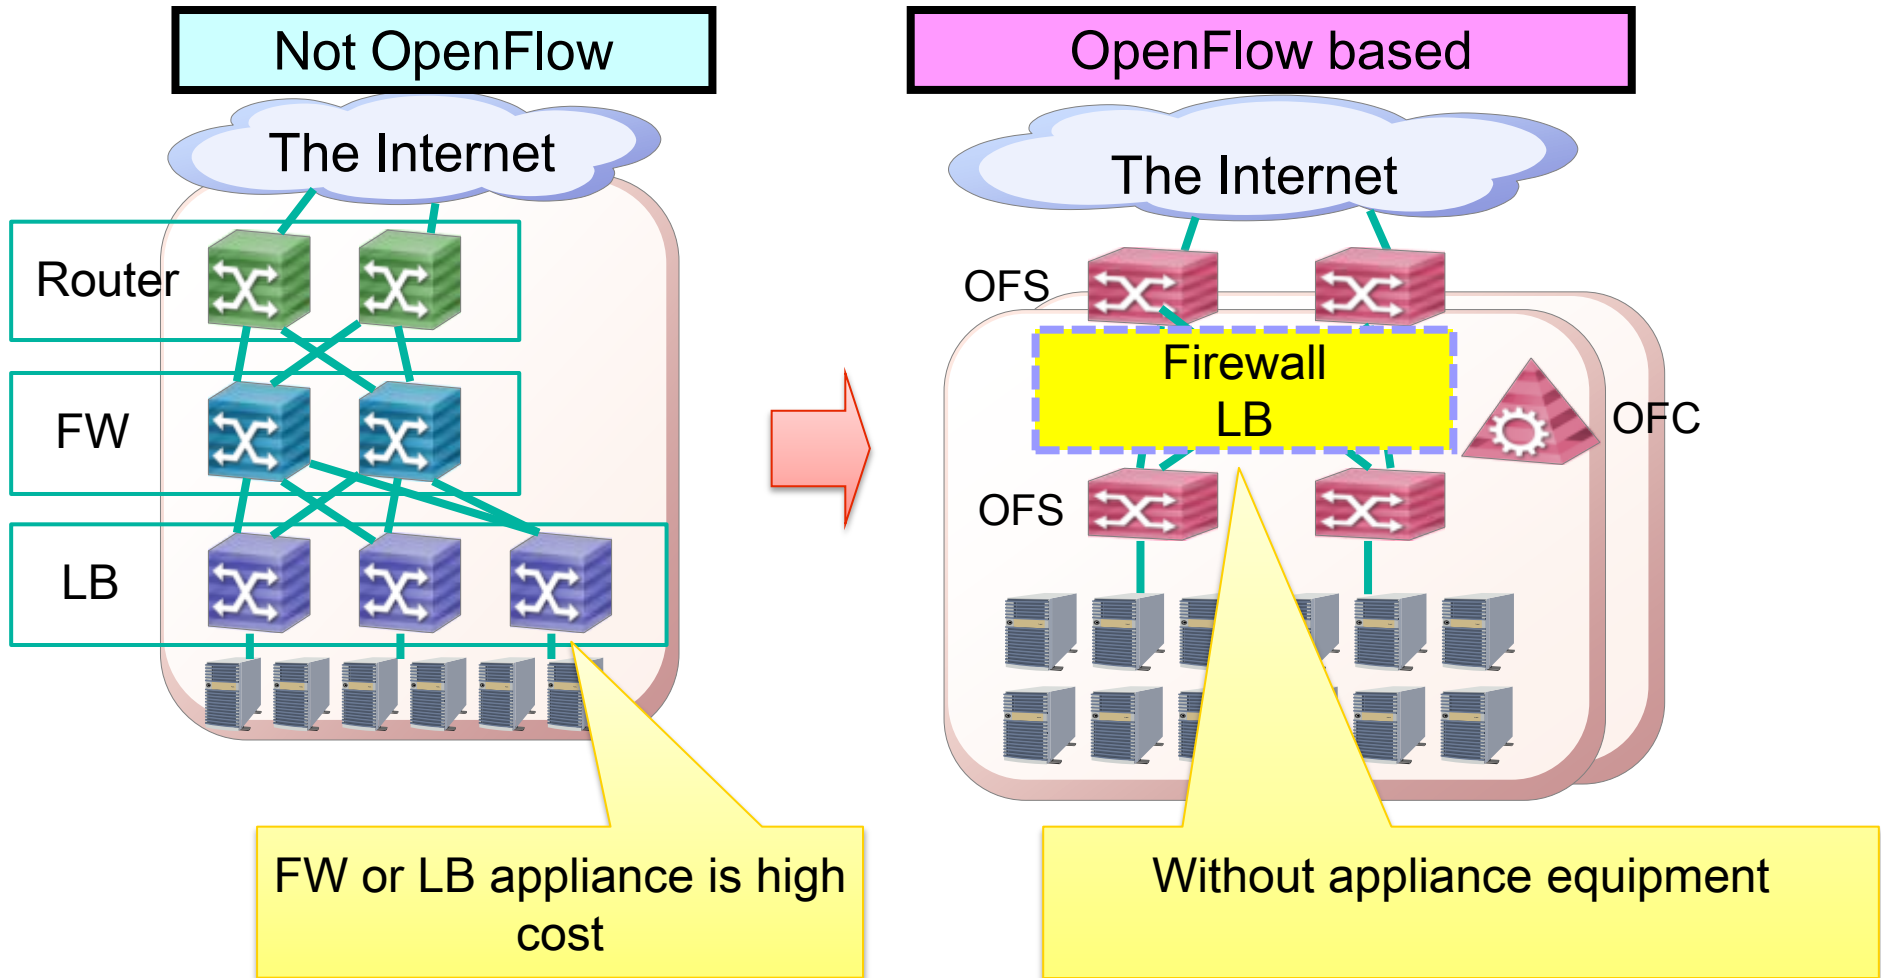 Not OpenFlow
The Internet
Router
FW
LB
FW or LB appliance is high
cost
OpenFlow based
The Internet
OFS
Firewall
LB
OFC
OFS
Without appliance equipment